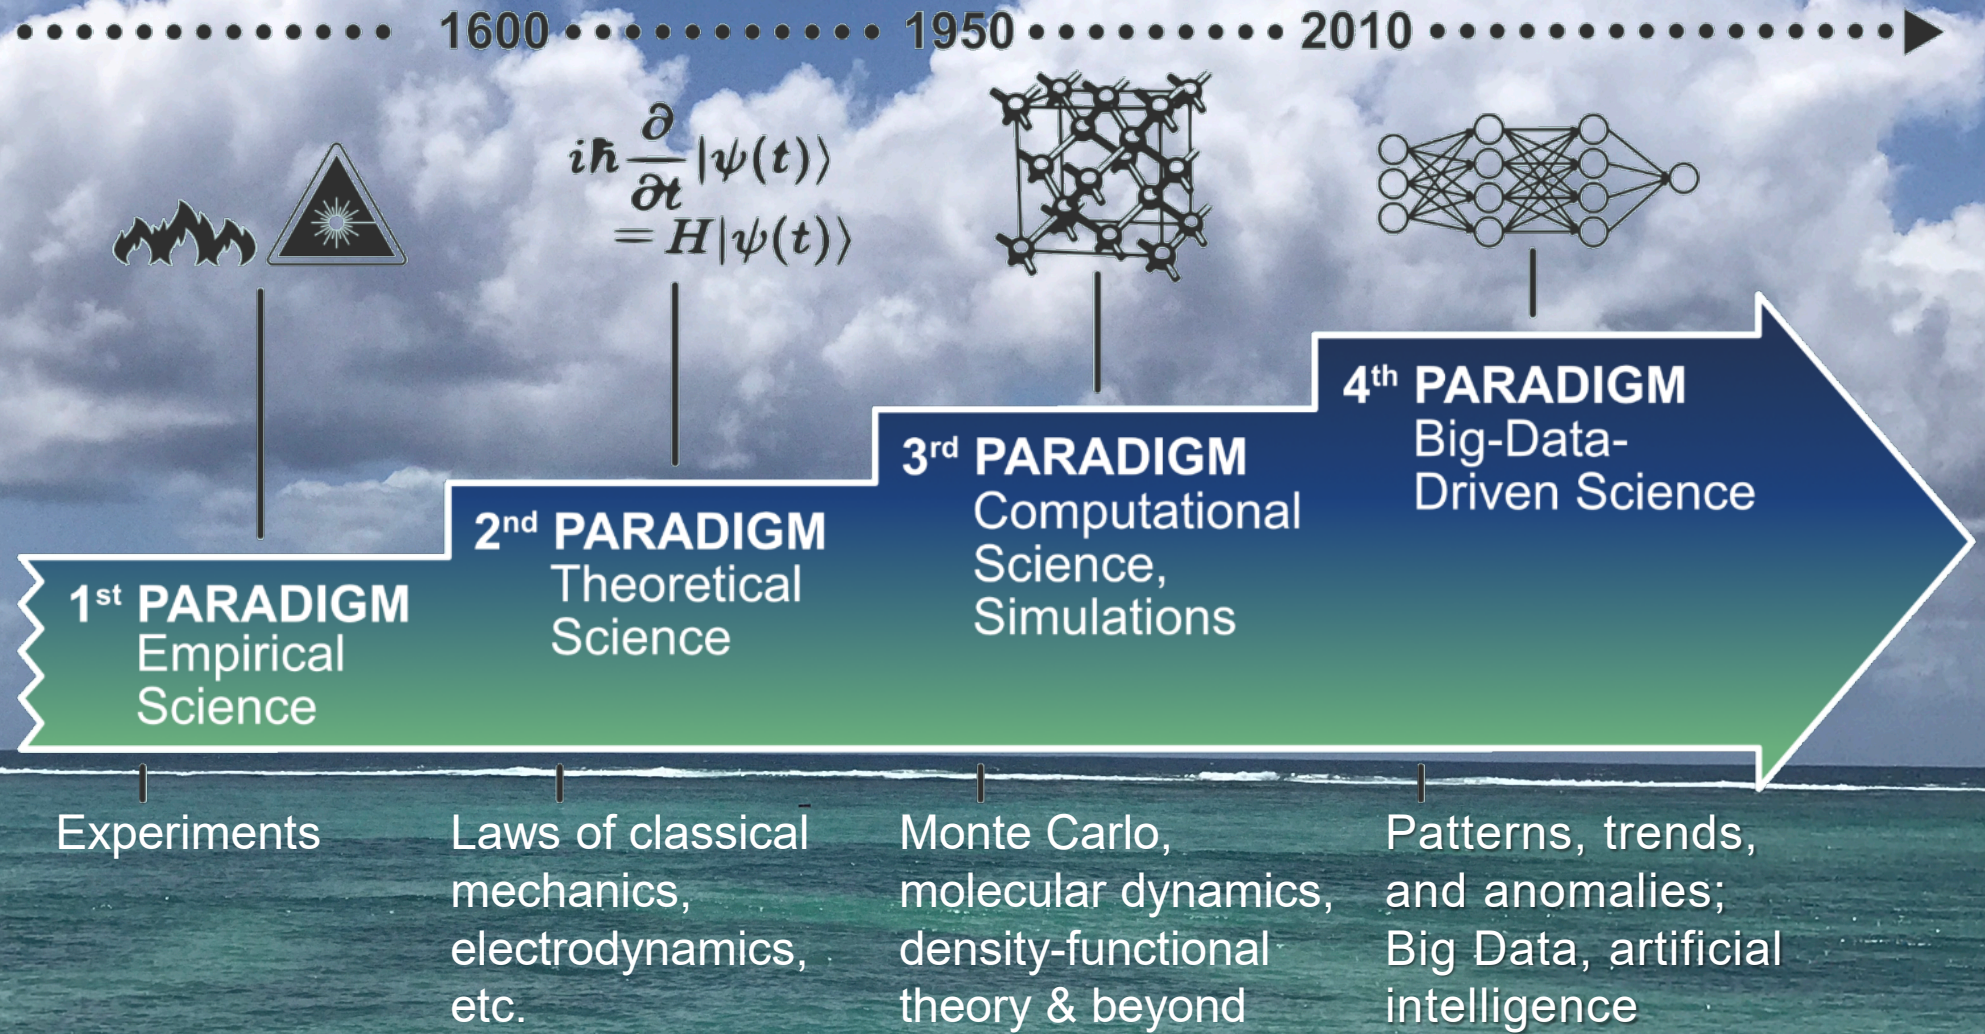 1600 1950 2010
iℏ ∂/∂t |ψ(t)⟩
= H|ψ(t)⟩
1st PARADIGM
Empirical
Science
2nd PARADIGM
Theoretical
Science
3rd PARADIGM
Computational
Science,
Simulations
4th PARADIGM
Big-Data-
Driven Science
Experiments
Laws of classical
mechanics,
electrodynamics,
etc.
Monte Carlo,
molecular dynamics,
density-functional
theory & beyond
Patterns, trends,
and anomalies;
Big Data, artificial
intelligence